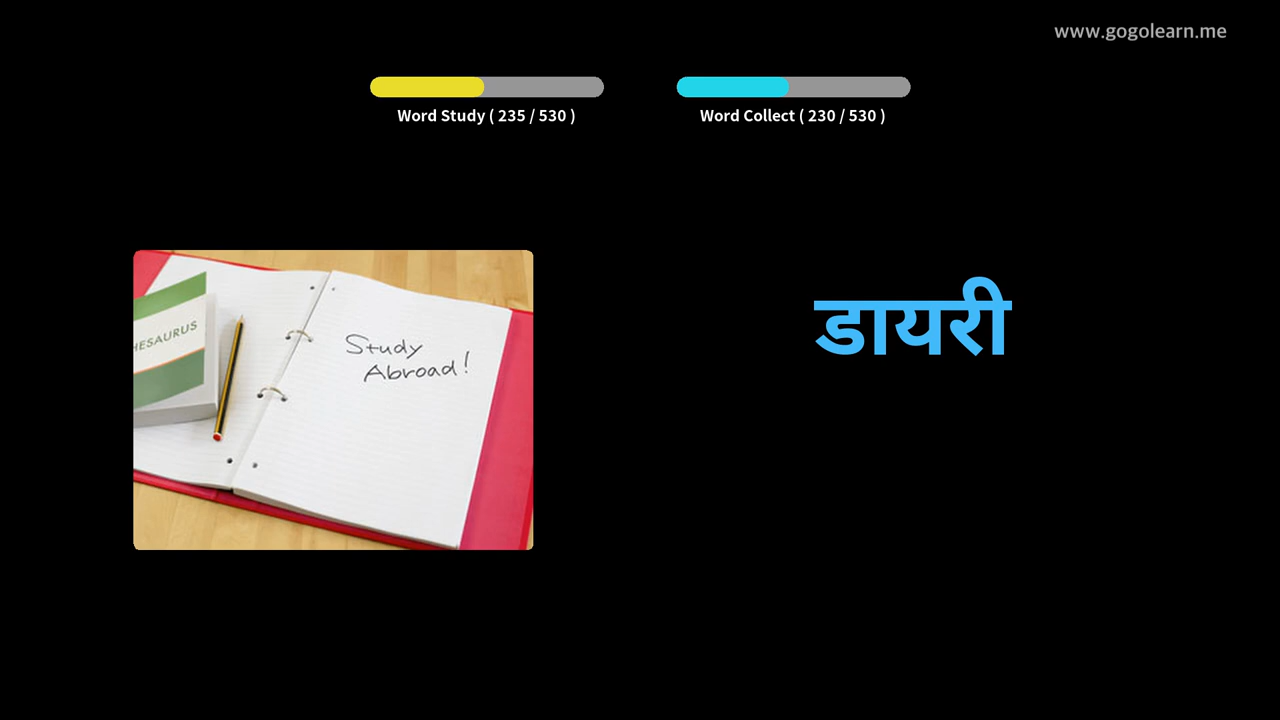 www.gogolearn.me
Word Study ( 235 / 530 )
Word Collect ( 230 / 530 )
HESAURUS
Study
Abroad!
डायरी